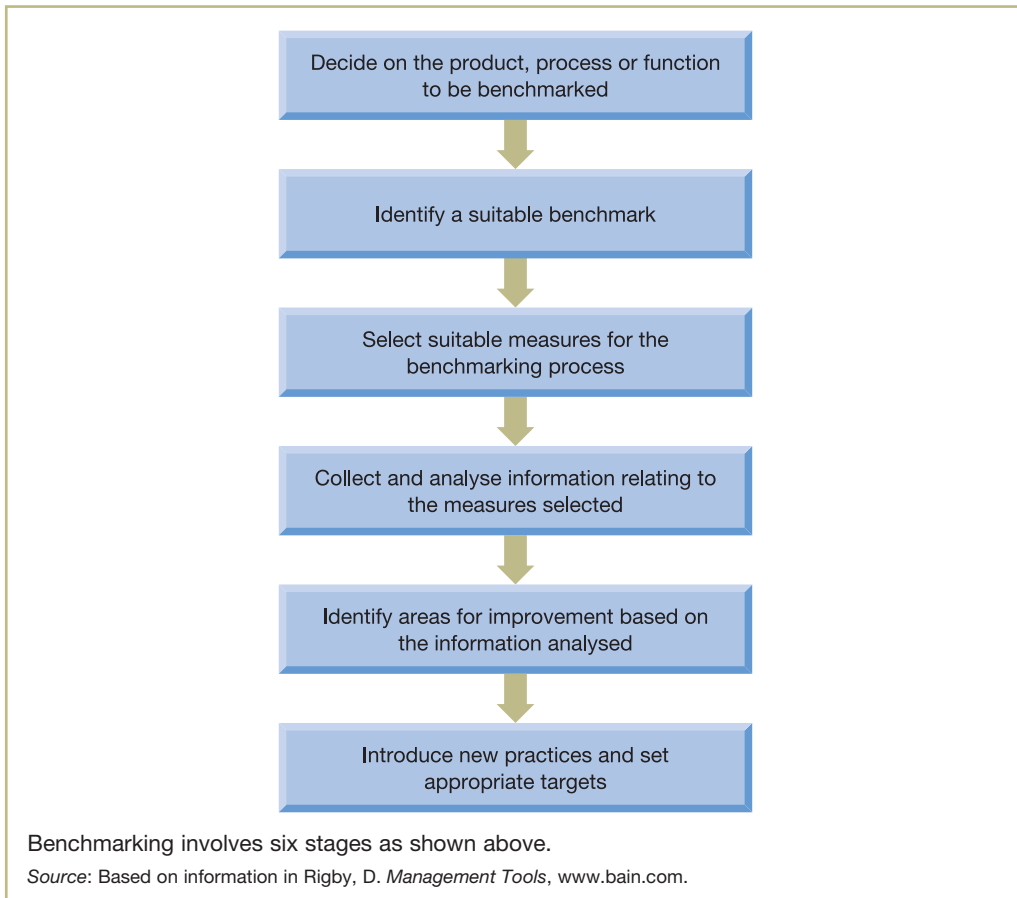 Decide on the product, process or function
to be benchmarked
Identify a suitable benchmark
Select suitable measures for the
benchmarking process
Collect and analyse information relating to
the measures selected
Identify areas for improvement based on
the information analysed
Introduce new practices and set
appropriate targets
Benchmarking involves six stages as shown above.
Source: Based on information in Rigby, D. Management Tools, www.bain.com.